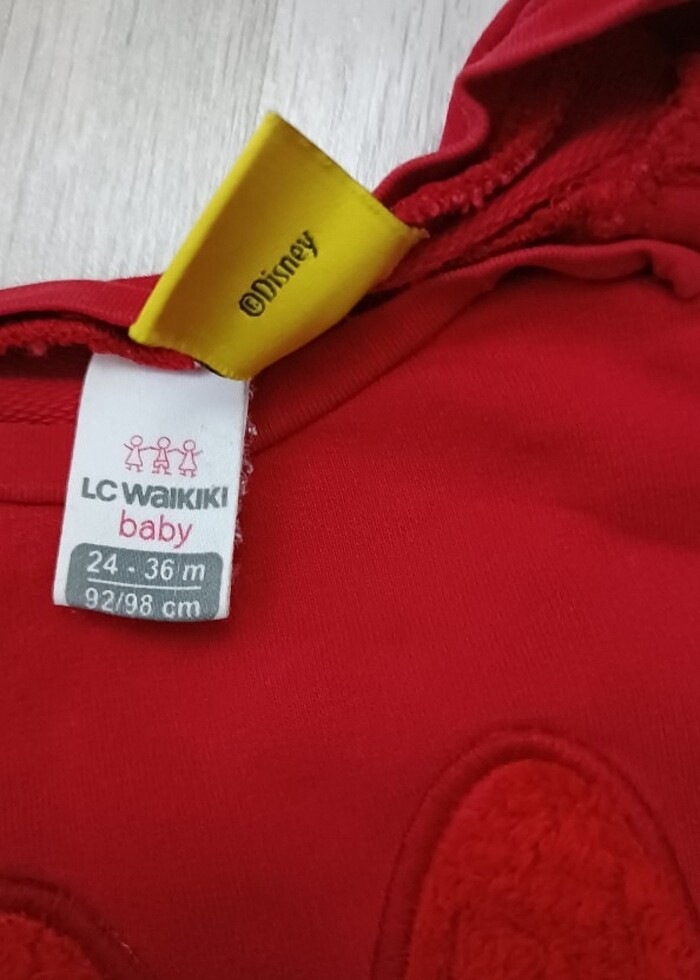 ©Disney
LC WAIKIKI
baby
24 - 36 m
92/98 cm